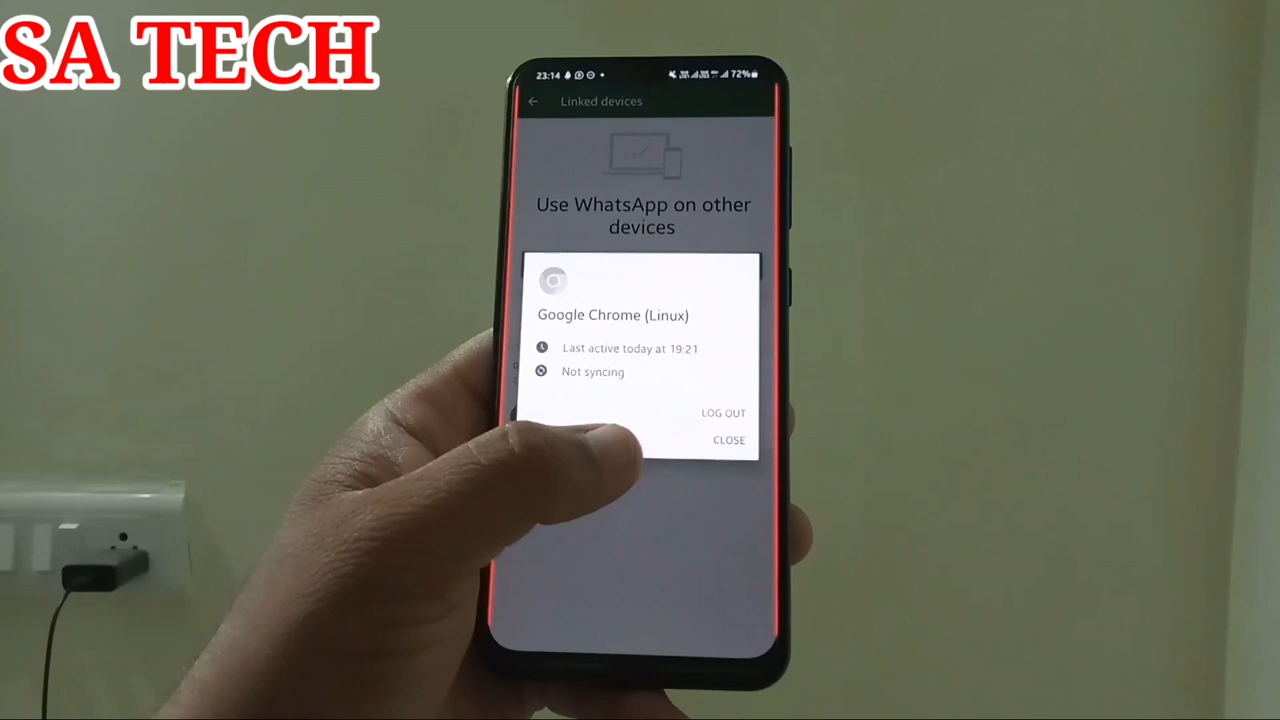 SA TECH
23:14
72%
Linked devices
Use WhatsApp on other
devices
Google Chrome (Linux)
Last active today at 19:21
Not syncing
LOG OUT
CLOSE